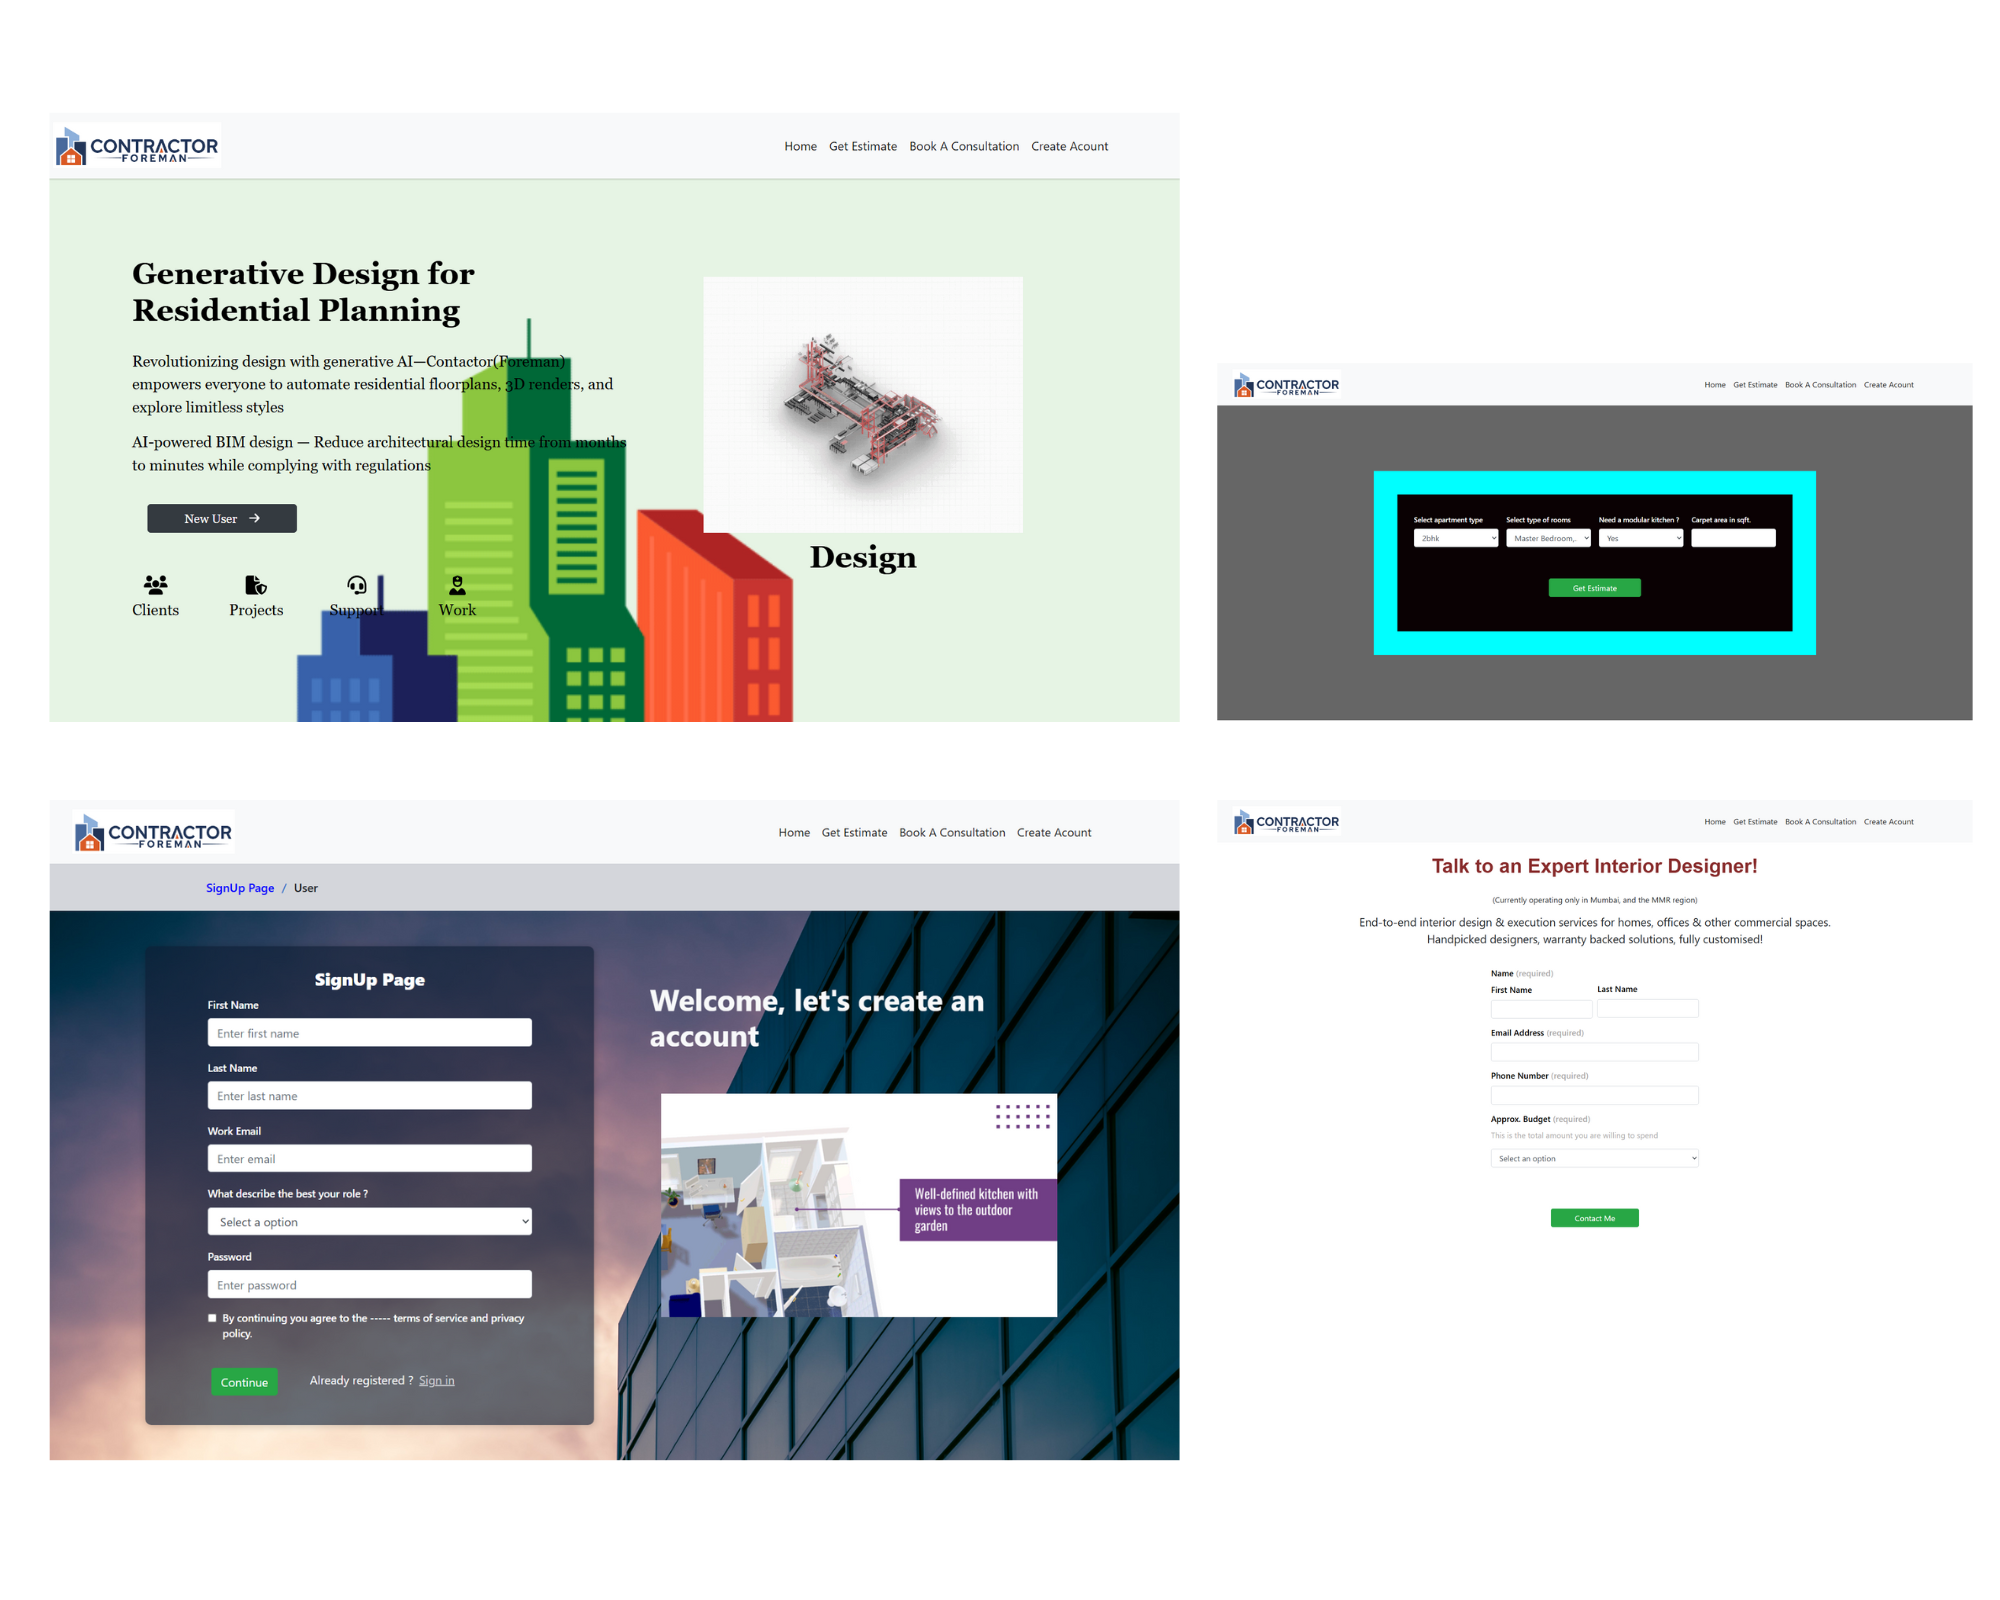 CONTRACTOR
FOREMAN
Home Get Estimate Book A Consultation Create Acount
Generative Design for
Residential Planning
Revolutionizing design with generative AI—Contactor(Foreman)
empowers everyone to automate residential floorplans, 3D renders, and
explore limitless styles
AI-powered BIM design — Reduce architectural design time from months
to minutes while complying with regulations
New User
Clients Projects Support Work
Design
CONTRACTOR
FOREMAN
Home Get Estimate Book A Consultation Create Acount
Select apartment type Select type of rooms Need a modular kitchen ? Carpet area in sqft.
2bhk Master Bedroom,. Yes
Get Estimate
CONTRACTOR
FOREMAN
Home Get Estimate Book A Consultation Create Acount
SignUp Page / User
SignUp Page
First Name
Enter first name
Last Name
Enter last name
Work Email
Enter email
What describe the best your role ?
Select a option
Password
Enter password
By continuing you agree to the ----- terms of service and privacy
policy.
Continue Already registered ? Sign in
Welcome, let's create an
account
Well-defined kitchen with
views to the outdoor
garden
CONTRACTOR
FOREMAN
Home Get Estimate Book A Consultation Create Acount
Talk to an Expert Interior Designer!
(Currently operating only in Mumbai, and the MMR region)
End-to-end interior design & execution services for homes, offices & other commercial spaces.
Handpicked designers, warranty backed solutions, fully customised!
Name (required)
First Name Last Name
Email Address (required)
Phone Number (required)
Approx. Budget (required)
This is the total amount you are willing to spend
Select an option
Contact Me